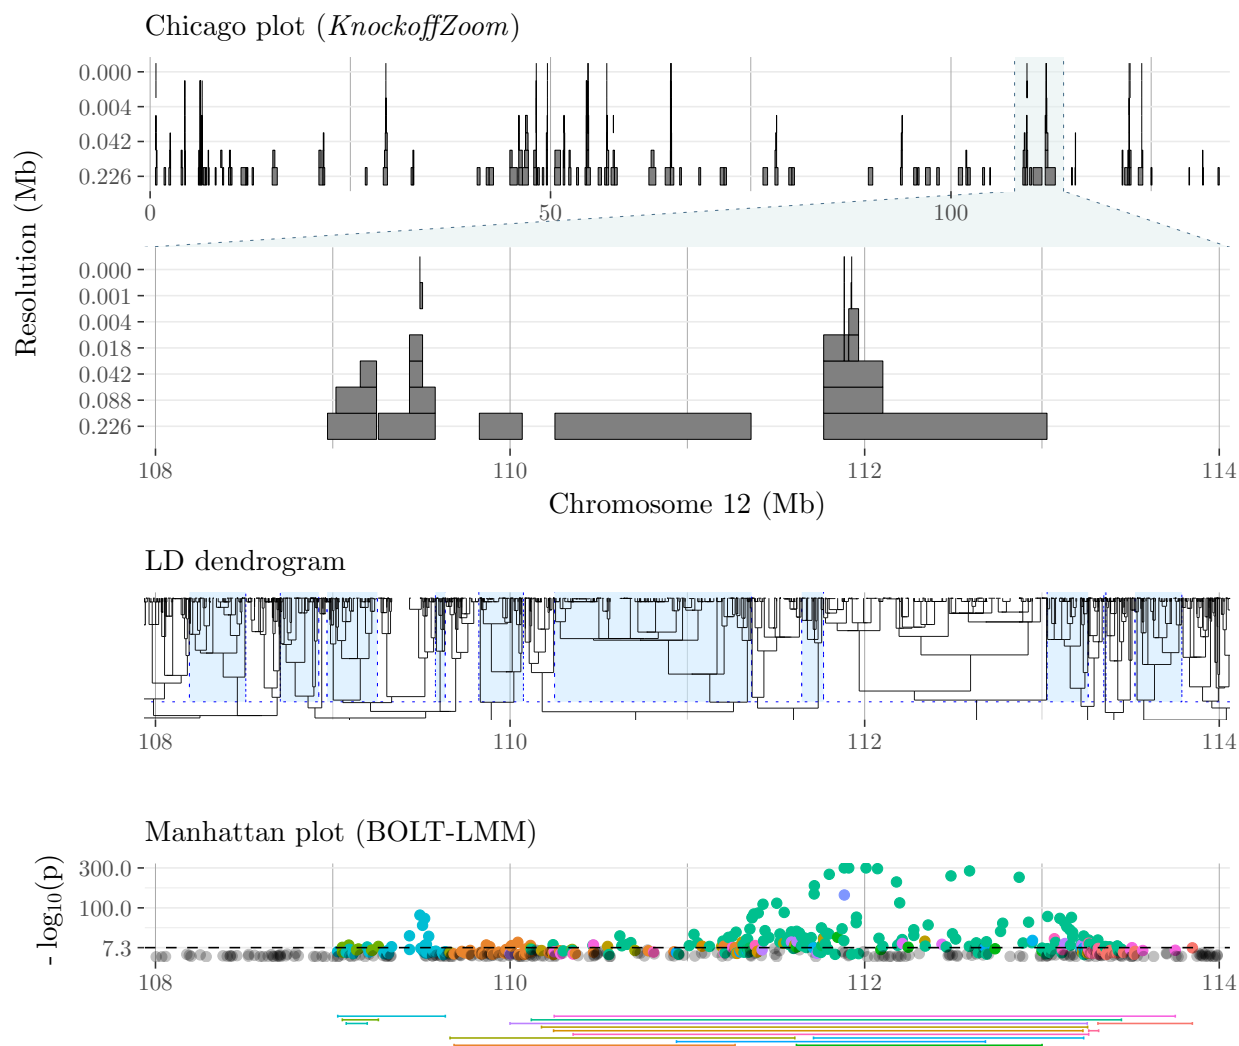 Chicago plot (KnockoffZoom)
0.000
0.004
0.042
0.226
0 50 100
Resolution (Mb)
0.000
0.001
0.004
0.018
0.042
0.088
0.226
108 110 112 114
Chromosome 12 (Mb)
LD dendrogram
108 110 112 114
Manhattan plot (BOLT-LMM)
- log10(p)
300.0
100.0
7.3
108 110 112 114